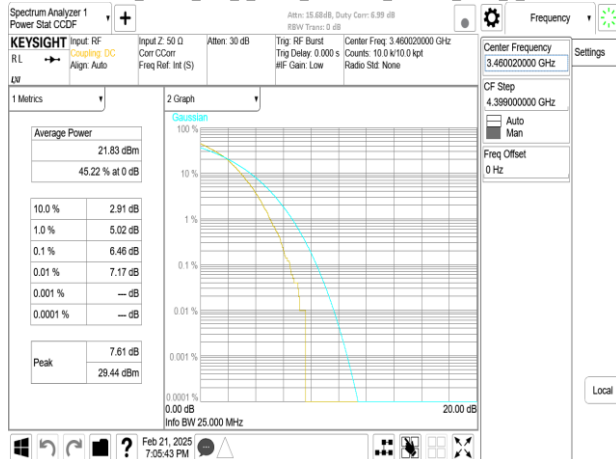 Spectrum Analyzer 1
Power Stat CCDF
Attn: 15.68dB, Duty Corr: 6.99 dB
RBW Trans: 0 dB
Frequency
KEYSIGHT
RL
LXI
Input: RF
Coupling: DC
Align: Auto
Input Z: 50 Ω
Corr CCorr
Freq Ref: Int (S)
Atten: 30 dB
Trig: RF Burst
Trig Delay: 0.000 s
#IF Gain: Low
Center Freq: 3.460020000 GHz
Counts: 10.0 k/10.0 kpt
Radio Std: None
Center Frequency
3.460020000 GHz
Settings
CF Step
4.399000000 GHz
Auto
Man
Freq Offset
0 Hz
Local
1 Metrics
Average Power
21.83 dBm
45.22 % at 0 dB
10.0 % 2.91 dB
1.0 % 5.02 dB
0.1 % 6.46 dB
0.01 % 7.17 dB
0.001 % --- dB
0.0001 % --- dB
Peak
7.61 dB
29.44 dBm
2 Graph
Gaussian
100 %
10 %
1 %
0.1 %
0.01 %
0.001 %
0.0001 %
0.00 dB
20.00 dB
Info BW 25.000 MHz
?
Feb 21, 2025
7:05:43 PM